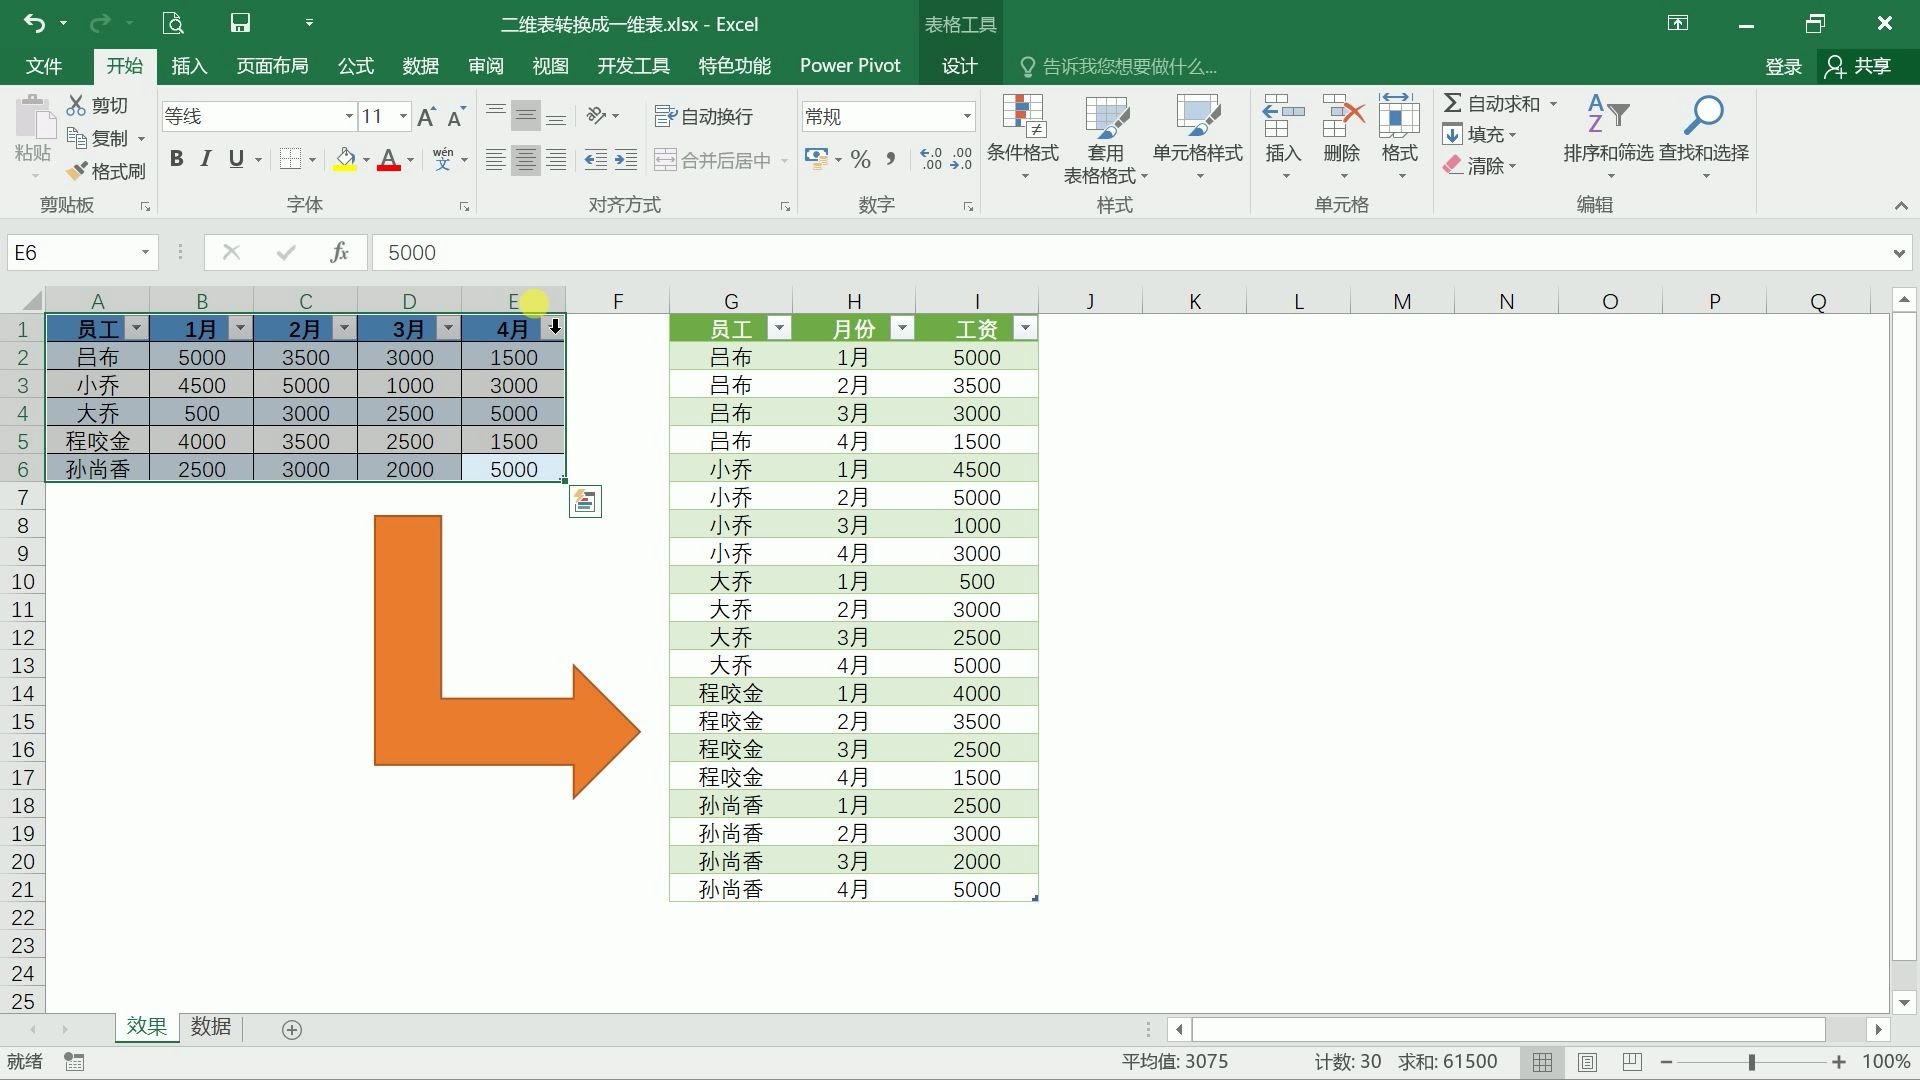 二维表转换成一维表.xlsx - Excel
表格工具
文件 开始 插入 页面布局 公式 数据 审阅 视图 开发工具 特色功能 Power Pivot 设计 告诉我您想要做什么... 登录 共享
粘贴 剪切 复制 格式刷 剪贴板
等线 11 B I U A wén 文 字体
自动换行 合并后居中 对齐方式
常规 % 数字
条件格式 套用 表格格式 单元格样式 样式
插入 删除 格式 单元格
Σ 自动求和 填充 清除 排序和筛选 查找和选择 编辑
E6 fx 5000
A B C D E F G H I J K L M N O P Q
1 员工 1月 2月 3月 4月 员工 月份 工资
2 吕布 5000 3500 3000 1500 吕布 1月 5000
3 小乔 4500 5000 1000 3000 吕布 2月 3500
4 大乔 500 3000 2500 5000 吕布 3月 3000
5 程咬金 4000 3500 2500 1500 吕布 4月 1500
6 孙尚香 2500 3000 2000 5000 小乔 1月 4500
7 小乔 2月 5000
8 小乔 3月 1000
9 小乔 4月 3000
10 大乔 1月 500
11 大乔 2月 3000
12 大乔 3月 2500
13 大乔 4月 5000
14 程咬金 1月 4000
15 程咬金 2月 3500
16 程咬金 3月 2500
17 程咬金 4月 1500
18 孙尚香 1月 2500
19 孙尚香 2月 3000
20 孙尚香 3月 2000
21 孙尚香 4月 5000
22
23
24
25
效果 数据
就绪 平均值: 3075 计数: 30 求和: 61500 100%